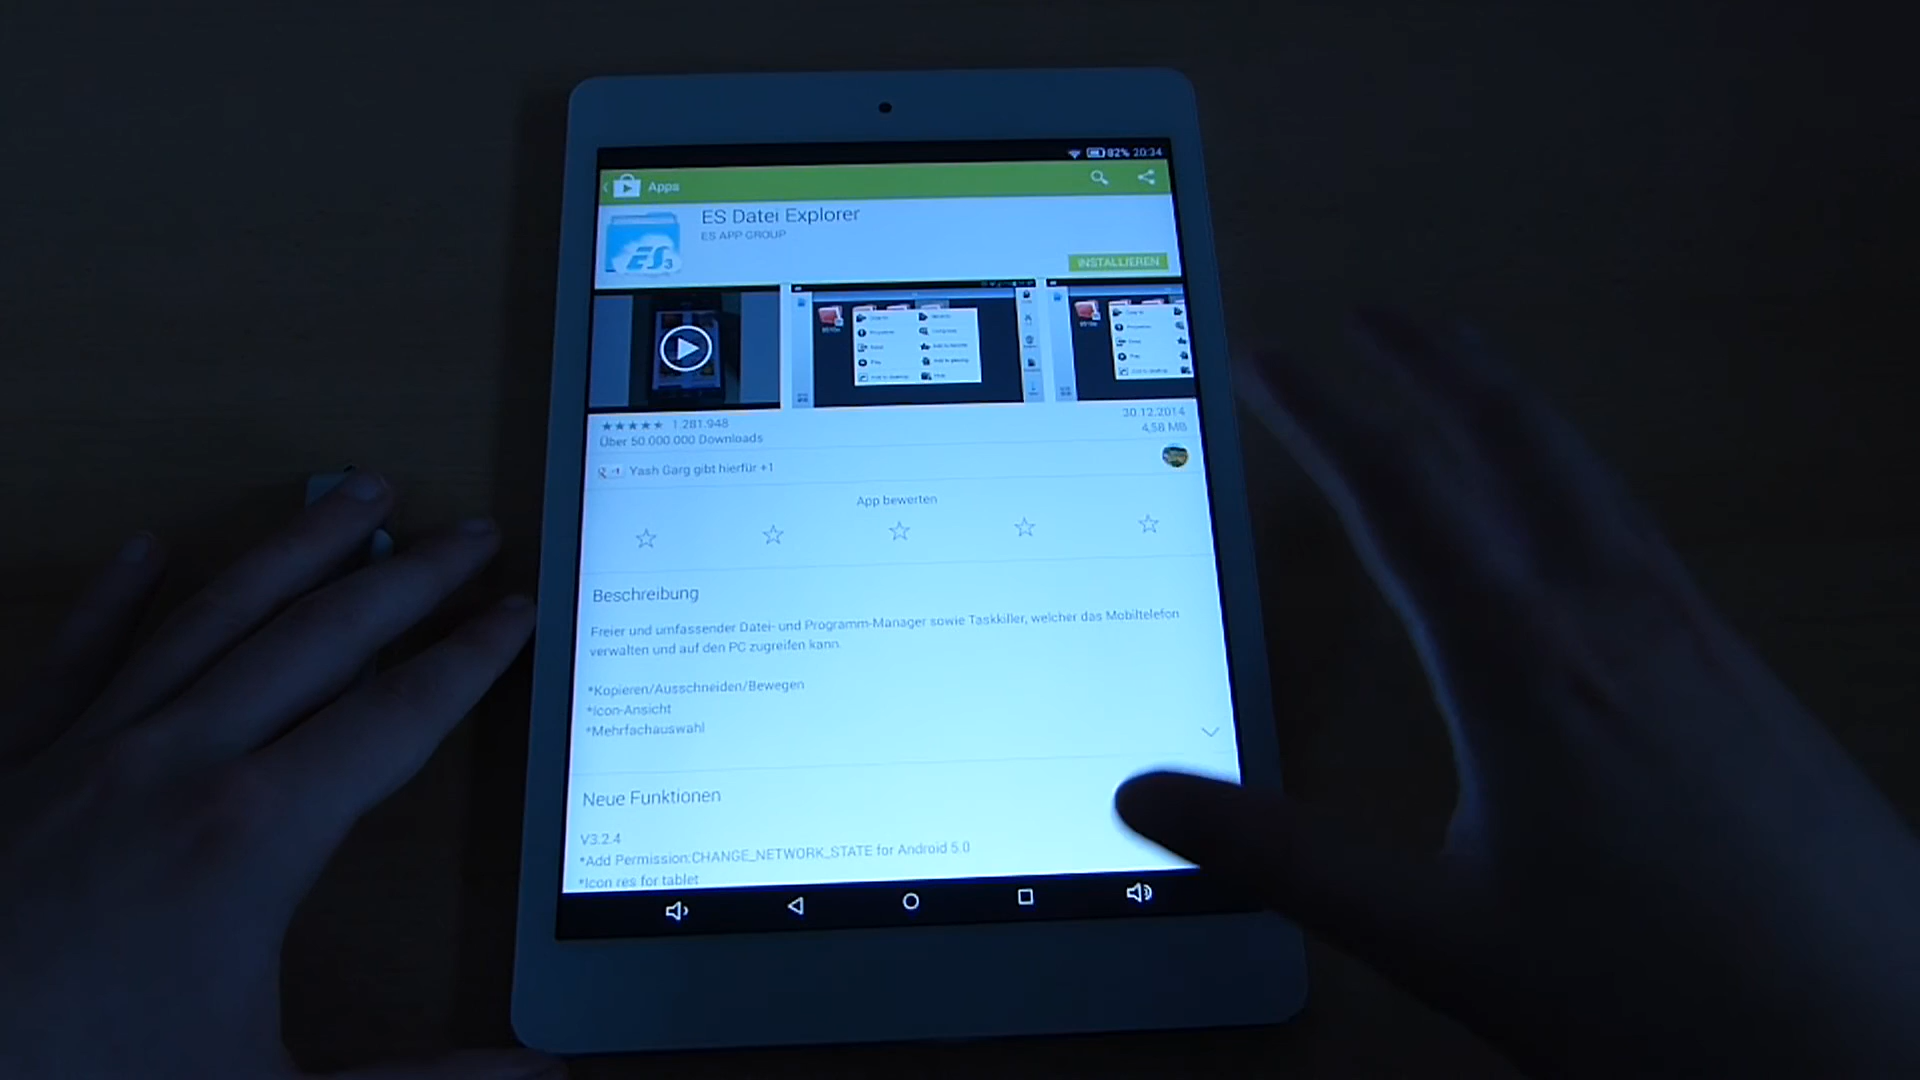 82% 20:34
Apps
ES Datei Explorer
ES APP GROUP
ES3
INSTALLIEREN
1.281.948
30.12.2014
Über 50.000.000 Downloads
4,58 MB
Yash Garg gibt hierfür +1
App bewerten
Beschreibung
Freier und umfassender Datei- und Programm-Manager sowie Taskkiller, welcher das Mobiltelefon
verwalten und auf den PC zugreifen kann.
*Kopieren/Ausschneiden/Bewegen
*Icon-Ansicht
*Mehrfachauswahl
Neue Funktionen
V3.2.4
*Add Permission:CHANGE_NETWORK_STATE for Android 5.0
*Icon res for tablet